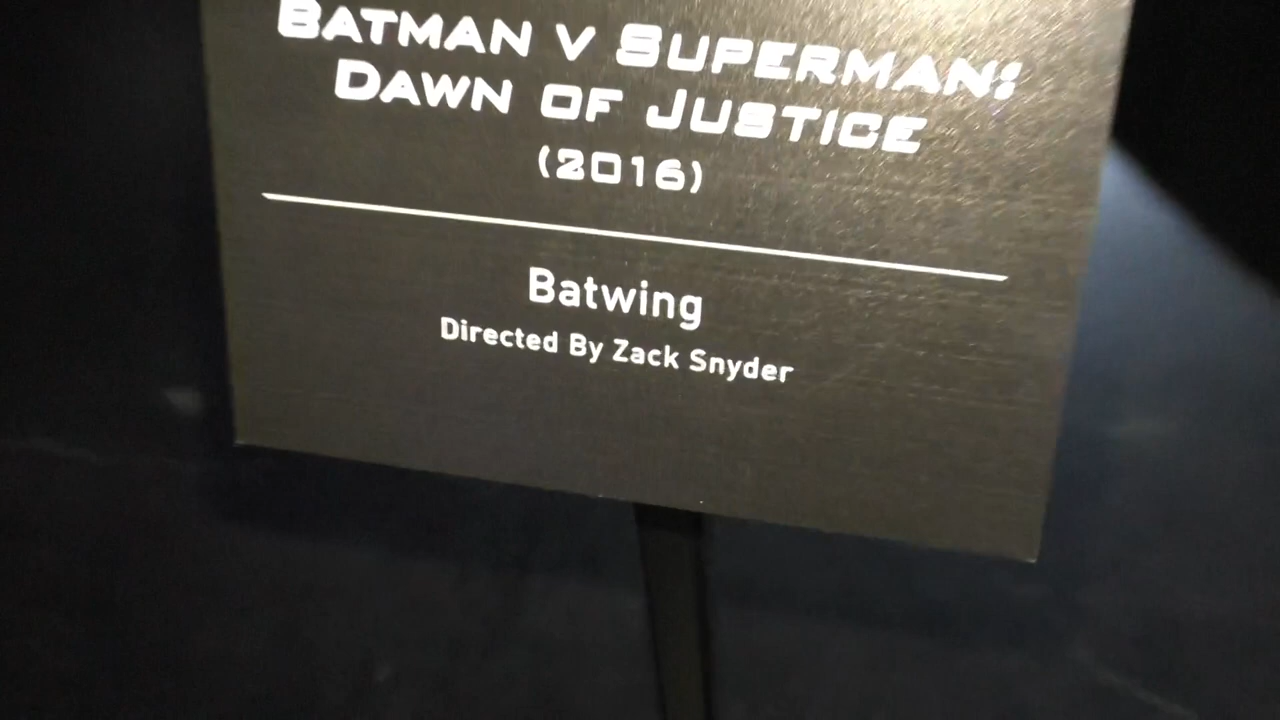 Batman v Superman:
Dawn of Justice
(2016)
Batwing
Directed By Zack Snyder